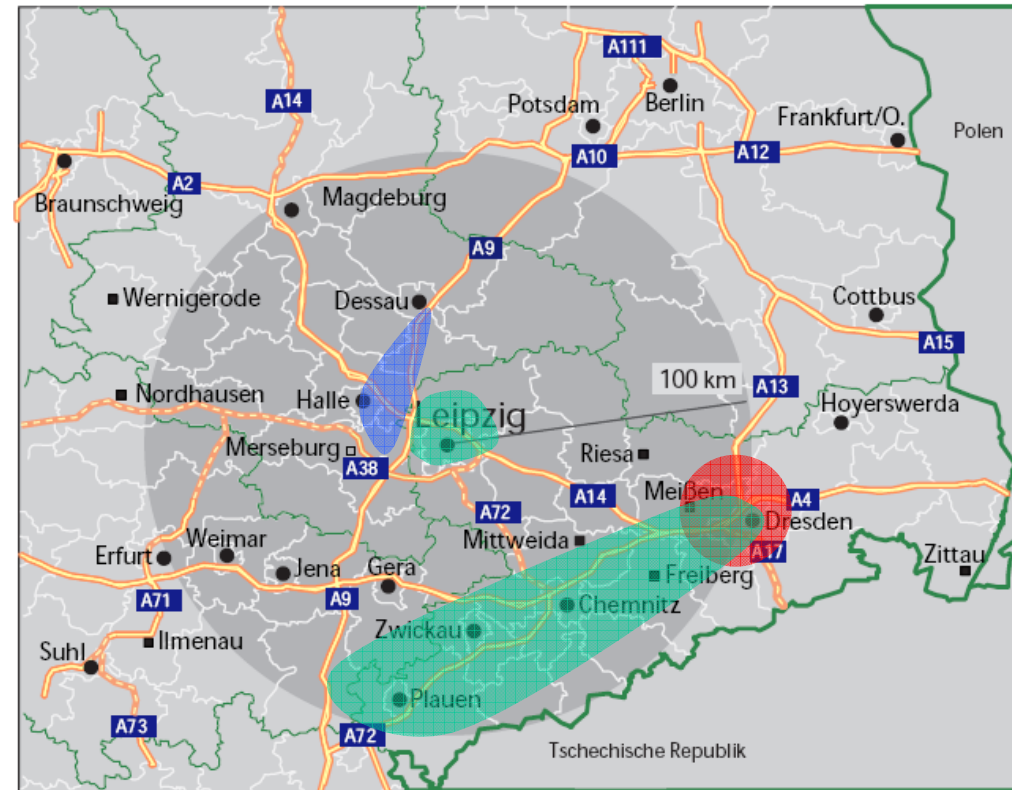 A111
Berlin
A14
Potsdam
Frankfurt/O.
Polen
A10
A12
A2
Braunschweig
Magdeburg
A9
Wernigerode
Dessau
Cottbus
A15
100 km
A13
Nordhausen
Halle
Leipzig
Hoyerswerda
Merseburg
A38
Riesa
A14
Meißen
A4
A72
Dresden
Mittweida
A17
Erfurt
Weimar
Jena
Gera
Freiberg
Zittau
A71
A9
Chemnitz
Zwickau
Ilmenau
Suhl
Plauen
A73
A72
Tschechische Republik